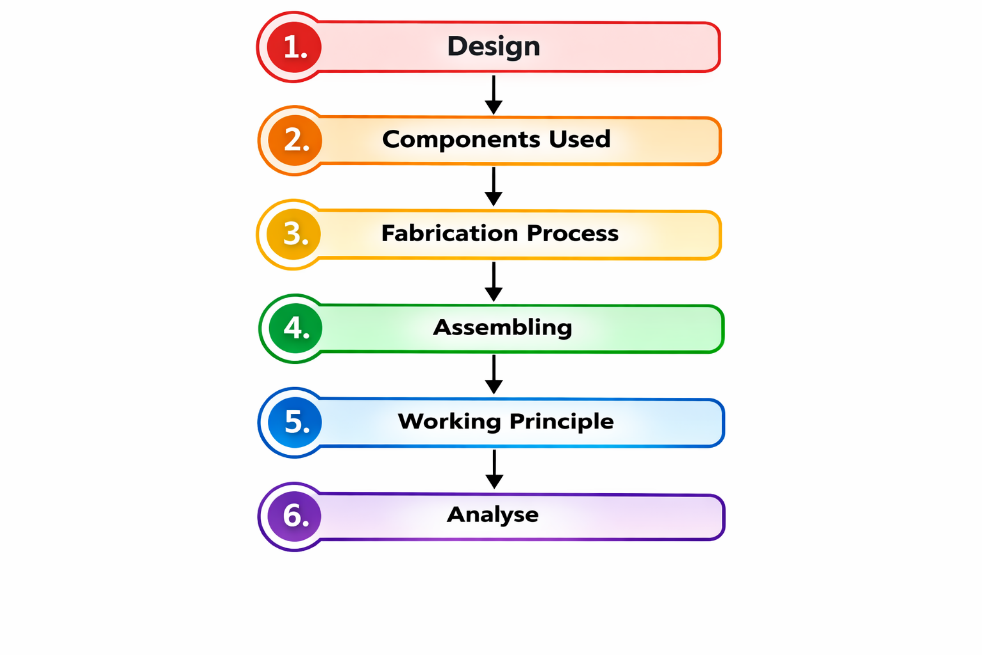 1. Design
2. Components Used
3. Fabrication Process
4. Assembling
5. Working Principle
6. Analyse